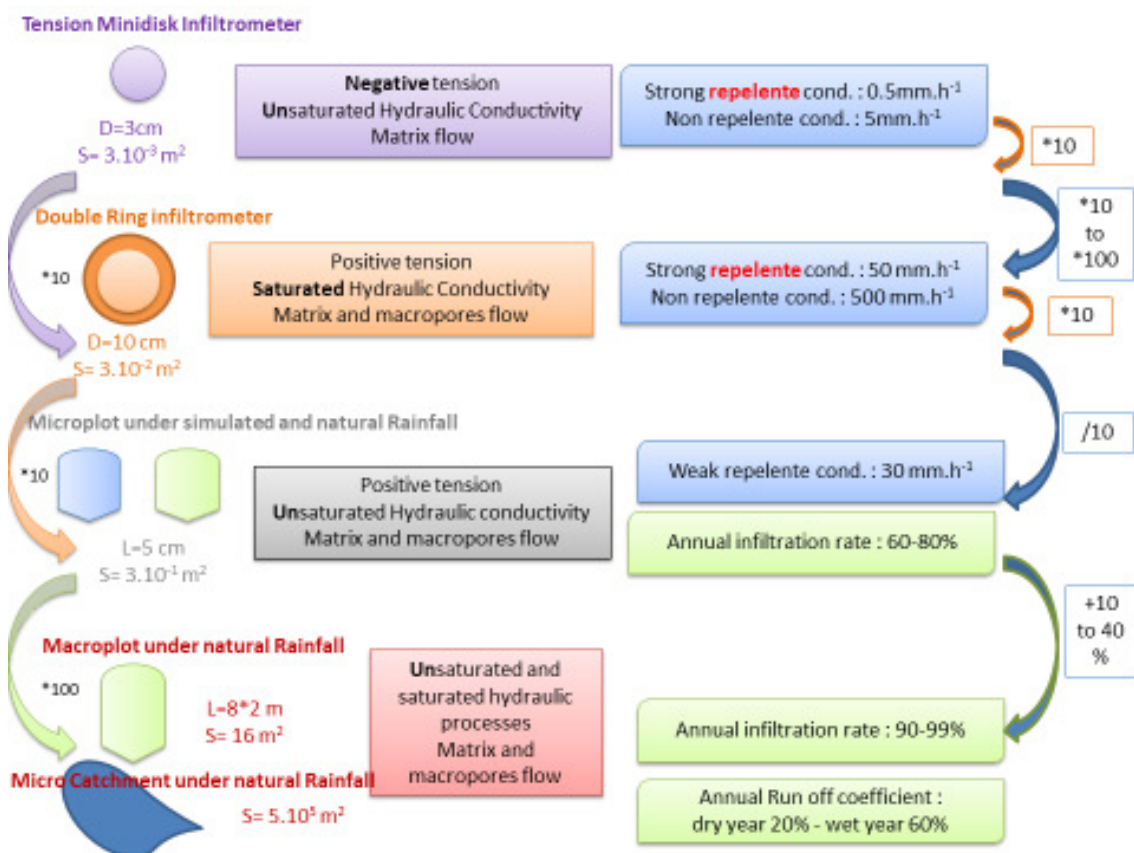 Tension Minidisk Infiltrometer
D=3cm
S= 3.10⁻³ m²
Negative tension
Unsaturated Hydraulic Conductivity
Matrix flow
Strong repelente cond. : 0.5mm.h⁻¹
Non repelente cond. : 5mm.h⁻¹
*10
*10
to
*100
Double Ring infiltrometer
*10
D=10 cm
S= 3.10⁻² m²
Positive tension
Saturated Hydraulic Conductivity
Matrix and macropores flow
Strong repelente cond. : 50 mm.h⁻¹
Non repelente cond. : 500 mm.h⁻¹
*10
/10
Microplot under simulated and natural Rainfall
*10
L=5 cm
S= 3.10⁻¹ m²
Positive tension
Unsaturated Hydraulic conductivity
Matrix and macropores flow
Weak repelente cond. : 30 mm.h⁻¹
Annual infiltration rate : 60-80%
+10
to 40
%
Macroplot under natural Rainfall
*100
L=8*2 m
S= 16 m²
Unsaturated and
saturated hydraulic
processes
Matrix and
macropores flow
Annual infiltration rate : 90-99%
Micro Catchment under natural Rainfall
S= 5.10⁵ m²
Annual Run off coefficient :
dry year 20% - wet year 60%